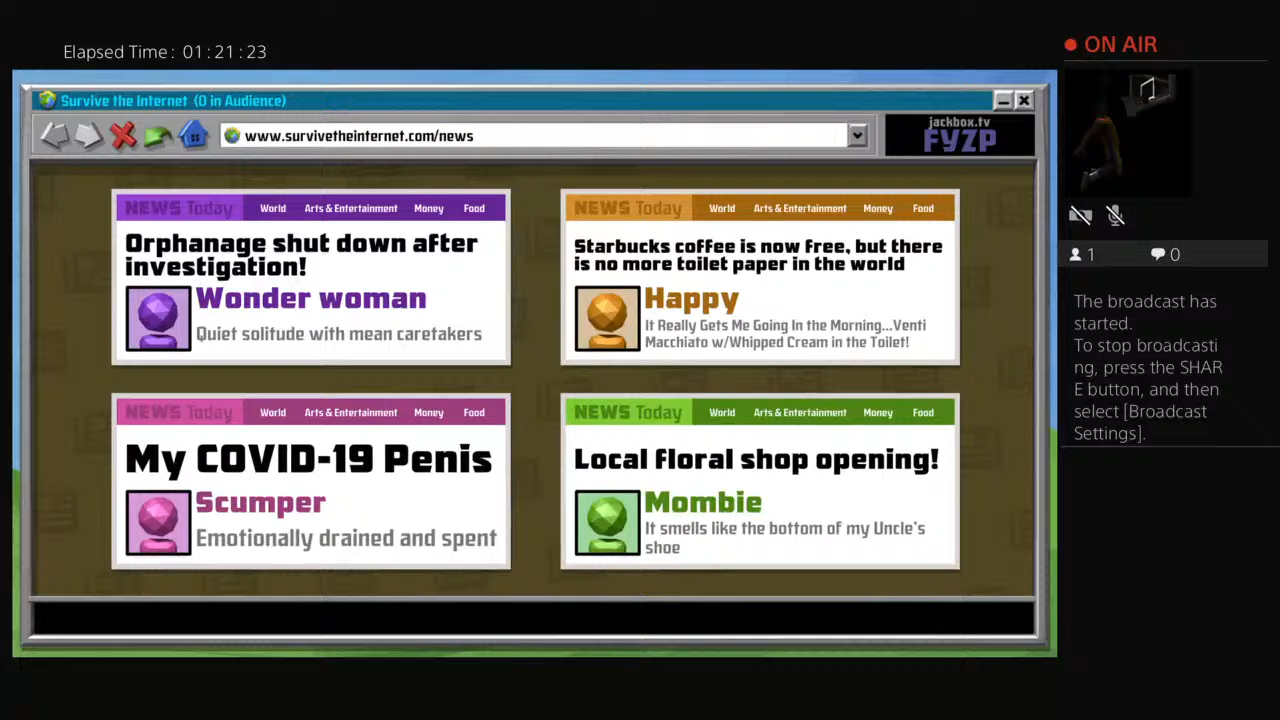 Elapsed Time: 01:21:23
ON AIR
Survive the Internet (0 in Audience)
www.survivetheinternet.com/news
jackbox.tv
FYZP
NEWS Today World Arts & Entertainment Money Food
Orphanage shut down after
investigation!
Wonder woman
Quiet solitude with mean caretakers
NEWS Today World Arts & Entertainment Money Food
Starbucks coffee is now free, but there
is no more toilet paper in the world
Happy
It Really Gets Me Going In the Morning...Venti
Macchiato w/Whipped Cream in the Toilet!
NEWS Today World Arts & Entertainment Money Food
My COVID-19 Penis
Scumper
Emotionally drained and spent
NEWS Today World Arts & Entertainment Money Food
Local floral shop opening!
Mombie
It smells like the bottom of my Uncle's
shoe
1
0
The broadcast has
started.
To stop broadcasti
ng, press the SHAR
E button, and then
select [Broadcast
Settings].